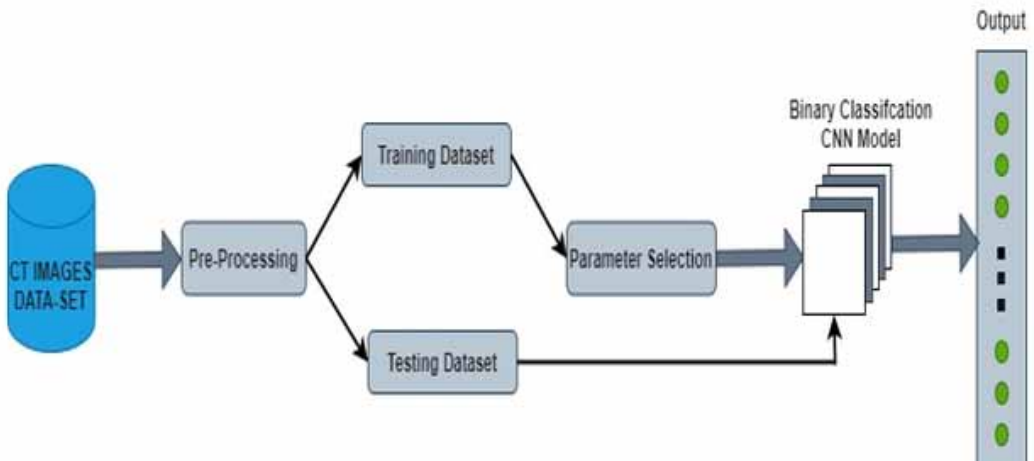 Output
Binary Classifcation
CNN Model
Training Dataset
CT IMAGES
DATA-SET
Pre-Processing
Parameter Selection
Testing Dataset